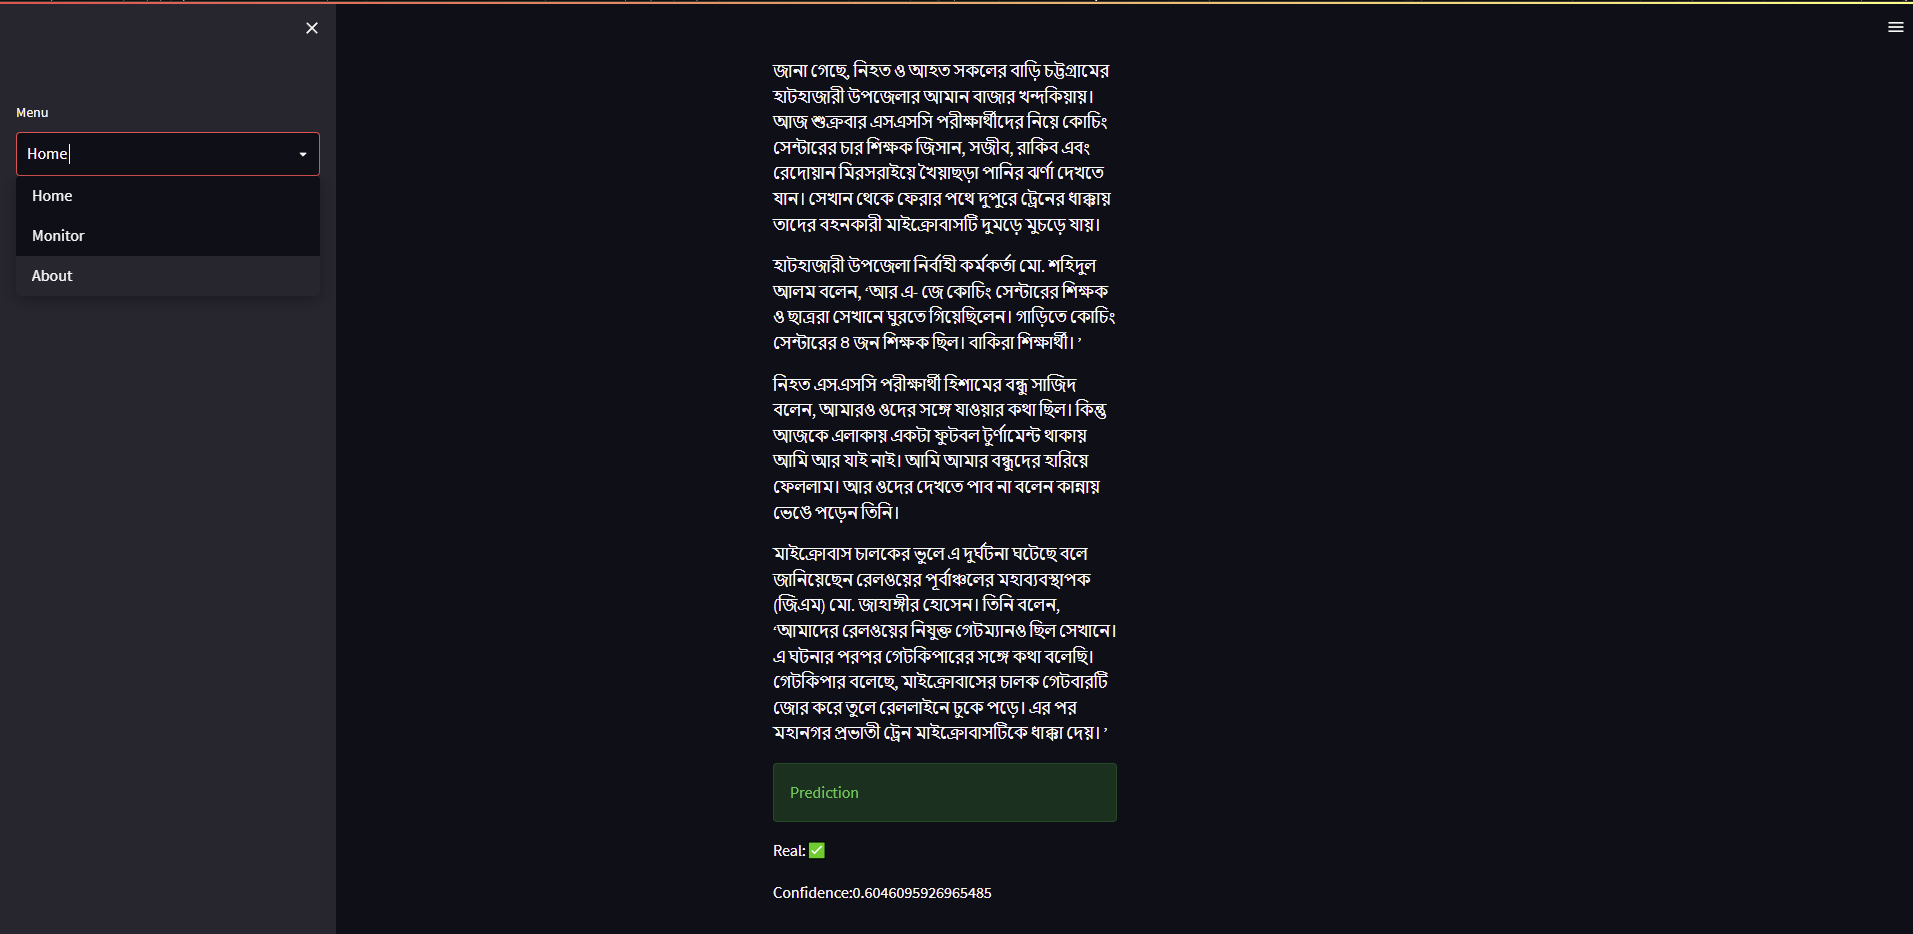 Menu
Home
Home
Monitor
About
জানা গেছে, নিহত ও আহত সকলের বাড়ি চট্টগ্রামের
হাটহাজারী উপজেলার আমান বাজার খন্দকিয়ায়।
আজ শুক্রবার এসএসসি পরীক্ষার্থীদের নিয়ে কোচিং
সেন্টারের চার শিক্ষক জিসান, সজীব, রাকিব এবং
রেদোয়ান মিরসরাইয়ে খৈয়াছড়া পানির ঝর্ণা দেখতে
যান। সেখান থেকে ফেরার পথে দুপুরে ট্রেনের ধাক্কায়
তাদের বহনকারী মাইক্রোবাসটি দুমড়ে মুচড়ে যায়।
হাটহাজারী উপজেলা নির্বাহী কর্মকর্তা মো. শহিদুল
আলম বলেন, ‘আর এ- জে কোচিং সেন্টারের শিক্ষক
ও ছাত্ররা সেখানে ঘুরতে গিয়েছিলেন। গাড়িতে কোচিং
সেন্টারের ৪ জন শিক্ষক ছিল। বাকিরা শিক্ষার্থী।’
নিহত এসএসসি পরীক্ষার্থী হিশামের বন্ধু সাজিদ
বলেন, আমারও ওদের সঙ্গে যাওয়ার কথা ছিল। কিন্তু
আজকে এলাকায় একটা ফুটবল টুর্ণামেন্ট থাকায়
আমি আর যাই নাই। আমি আমার বন্ধুদের হারিয়ে
ফেললাম। আর ওদের দেখতে পাব না বলেন কান্নায়
ভেঙে পড়েন তিনি।
মাইক্রোবাস চালকের ভুলে এ দুর্ঘটনা ঘটেছে বলে
জানিয়েছেন রেলওয়ের পূর্বাঞ্চলের মহাব্যবস্থাপক
(জিএম) মো. জাহাঙ্গীর হোসেন। তিনি বলেন,
‘আমাদের রেলওয়ের নিযুক্ত গেটম্যানও ছিল সেখানে।
এ ঘটনার পরপর গেটকিপারের সঙ্গে কথা বলেছি।
গেটকিপার বলেছে, মাইক্রোবাসের চালক গেটবারটি
জোর করে তুলে রেললাইনে ঢুকে পড়ে। এর পর
মহানগর প্রভাতী ট্রেন মাইক্রোবাসটিকে ধাক্কা দেয়।’
Prediction
Real: ✅
Confidence:0.6046095926965485